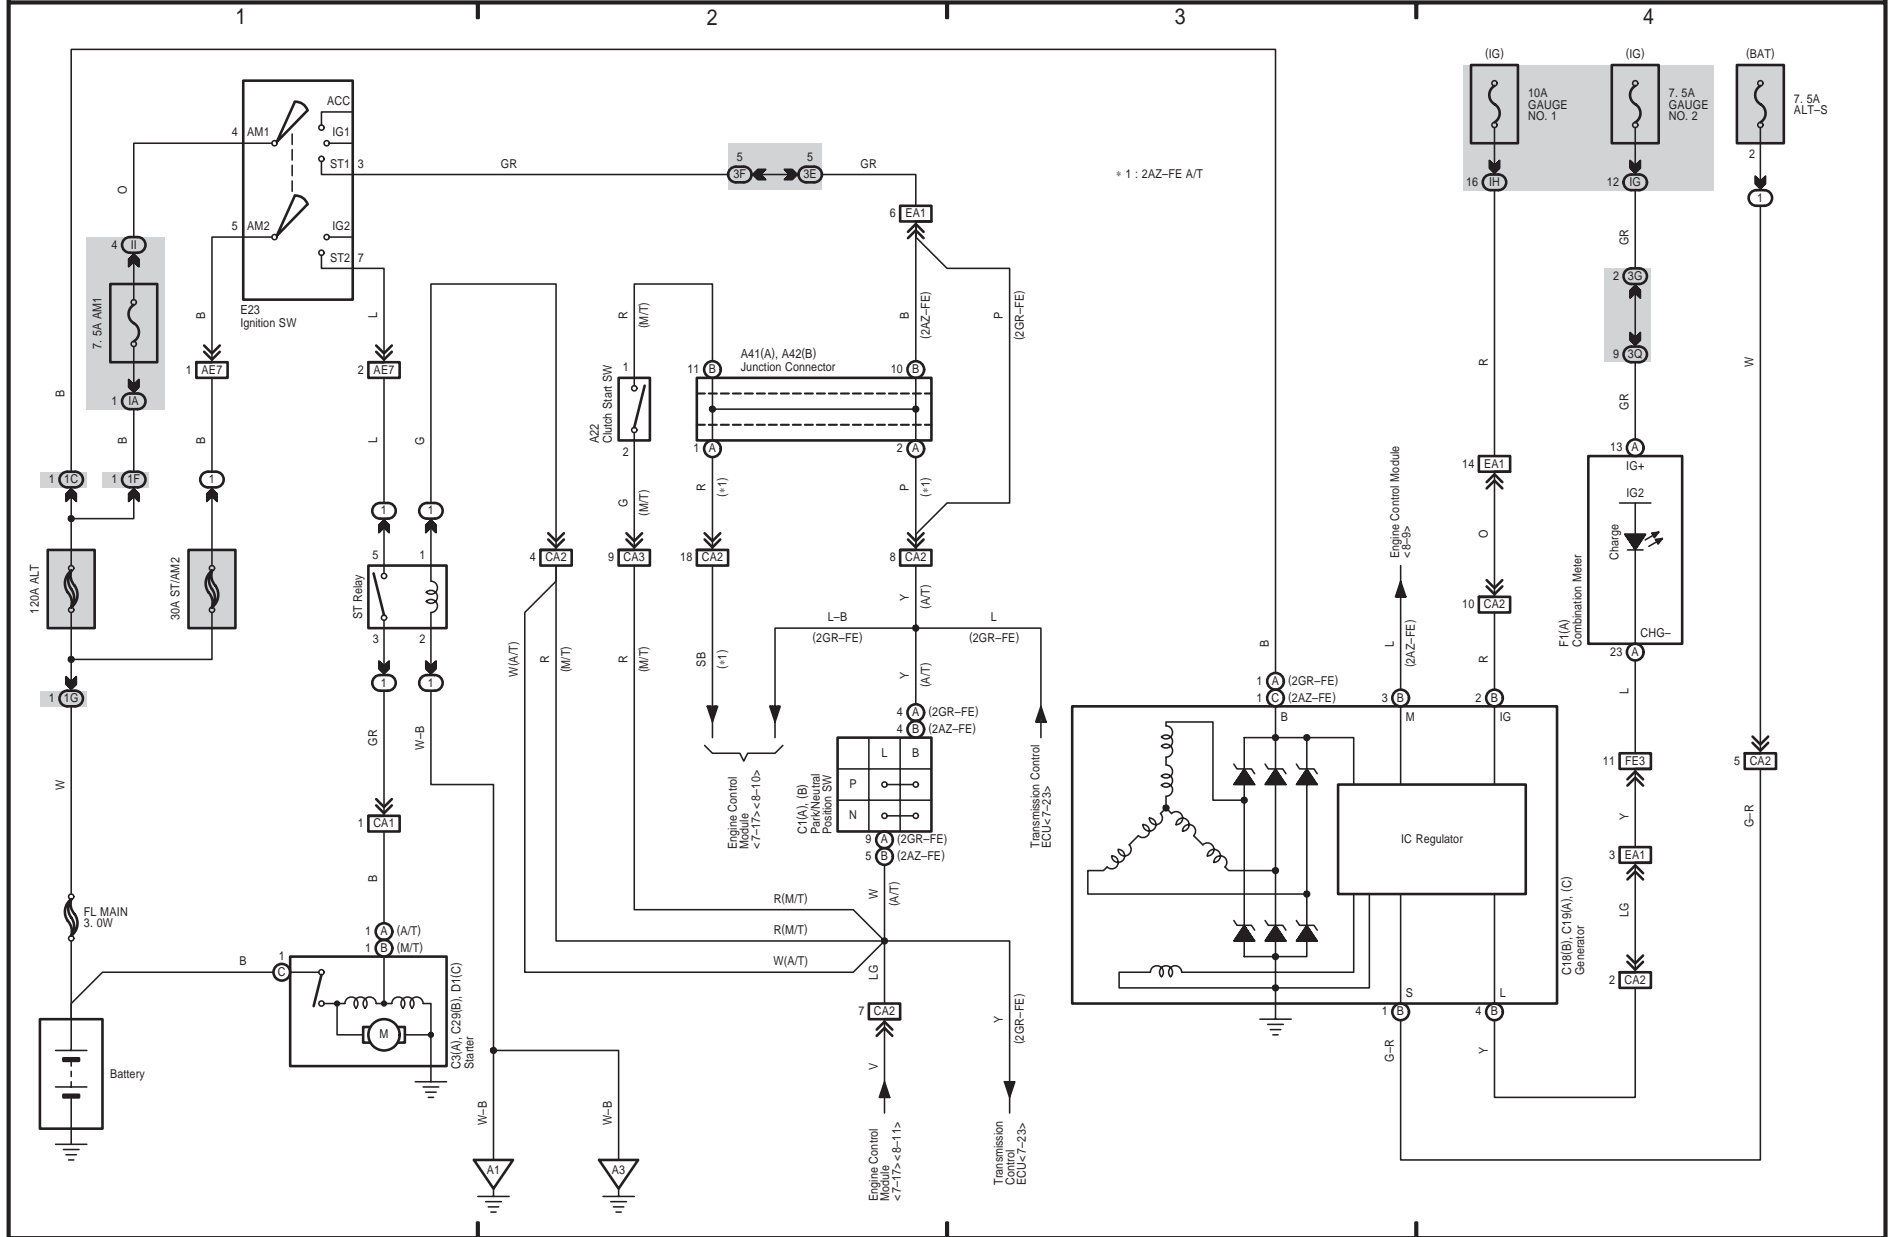 1
2
3
4
(IG)
(IG)
(BAT)
10A
GAUGE
NO. 1
7. 5A
GAUGE
NO. 2
7. 5A
ALT–S
2
1
16 IH
12 IG
ACC
4 AM1
IG1
ST1 3
GR
5
3F
5
3E
GR
∗ 1 : 2AZ–FE A/T
O
6 EA1
5 AM2
IG2
ST2 7
4 II
7. 5A AM1
1 IA
E23
Ignition SW
B
L
GR
2 3G
9 3Q
GR
R
(M/T)
B
(2AZ–FE)
P
(2GR–FE)
R
W
B
1 AE7
2 AE7
A41(A), A42(B)
Junction Connector
11 B
10 B
1
A22
Clutch Start SW
2
1 A
2 A
B
B
L
G
1 1C
1 1F
1
G
(M/T)
R
(∗1)
P
(∗1)
Engine Control Module
<8–9>
14 EA1
13 A
IG+
IG2
Charge
CHG–
F1(A)
Combination Meter
23 A
O
10 CA2
1
1
5
1
120A ALT
30A ST/AM2
ST Relay
3
2
1
1
4 CA2
9 CA3
18 CA2
8 CA2
Y
(A/T)
L–B
(2GR–FE)
L
(2GR–FE)
W(A/T)
R
(M/T)
R
(M/T)
SB
(∗1)
Y
(A/T)
B
L
(2AZ–FE)
R
L
1 1G
1 A (2GR–FE)
1 C (2AZ–FE)
3 B
2 B
B
M
IG
4 A (2GR–FE)
4 B (2AZ–FE)
L
B
P
N
C1(A), (B)
Park/Neutral
Position SW
9 A (2GR–FE)
5 B (2AZ–FE)
GR
W–B
W
1 CA1
B
Engine Control
Module
<7–17><8–10>
Transmission Control
ECU<7–23>
IC Regulator
C18(B), C19(A), (C)
Generator
11 FE3
5 CA2
Y
G–R
3 EA1
LG
2 CA2
FL MAIN
3. 0W
1 A (A/T)
1 B (M/T)
B
1
C
M
C3(A), C29(B), D1(C)
Starter
Battery
R(M/T)
R(M/T)
W(A/T)
W
(A/T)
LG
7 CA2
V
Y
(2GR–FE)
S
L
1 B
4 B
G–R
Y
W–B
W–B
A1
A3
Engine Control
Module
<7–17><8–11>
Transmission
Control
ECU<7–23>